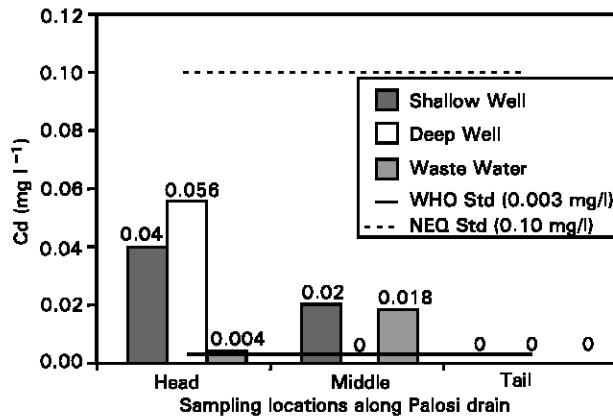 0.12
0.10
0.08
0.06
0.04
0.02
0.00
Cd (mg l⁻¹)
Shallow Well
Deep Well
Waste Water
WHO Std (0.003 mg/l)
NEQ Std (0.10 mg/l)
0.04
0.056
0.004
0.02
0
0.018
0
0
0
Head
Middle
Tail
Sampling locations along Palosi drain